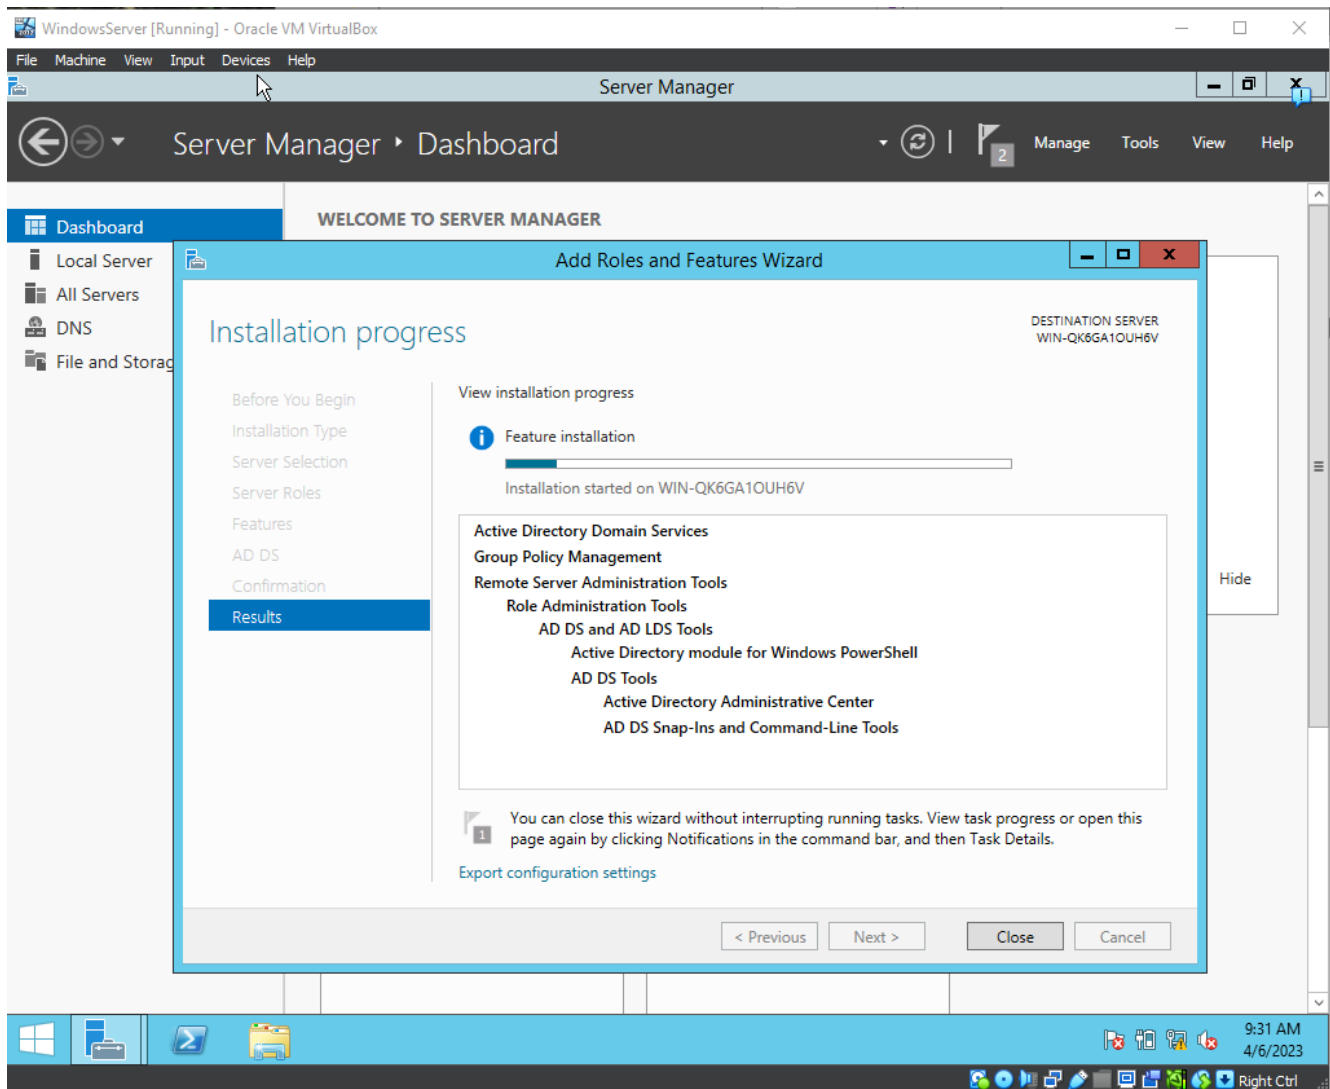 WindowsServer [Running] - Oracle VM VirtualBox
File Machine View Input Devices Help
Server Manager
Server Manager ‣ Dashboard
2 Manage Tools View Help
WELCOME TO SERVER MANAGER
Dashboard
Local Server
All Servers
DNS
File and Storag
Add Roles and Features Wizard
Installation progress
DESTINATION SERVER
WIN-QK6GA1OUH6V
Before You Begin
Installation Type
Server Selection
Server Roles
Features
AD DS
Confirmation
Results
View installation progress
Feature installation
Installation started on WIN-QK6GA1OUH6V
Active Directory Domain Services
Group Policy Management
Remote Server Administration Tools
Role Administration Tools
AD DS and AD LDS Tools
Active Directory module for Windows PowerShell
AD DS Tools
Active Directory Administrative Center
AD DS Snap-Ins and Command-Line Tools
1
You can close this wizard without interrupting running tasks. View task progress or open this
page again by clicking Notifications in the command bar, and then Task Details.
Export configuration settings
< Previous Next > Close Cancel
Hide
9:31 AM
4/6/2023
Right Ctrl